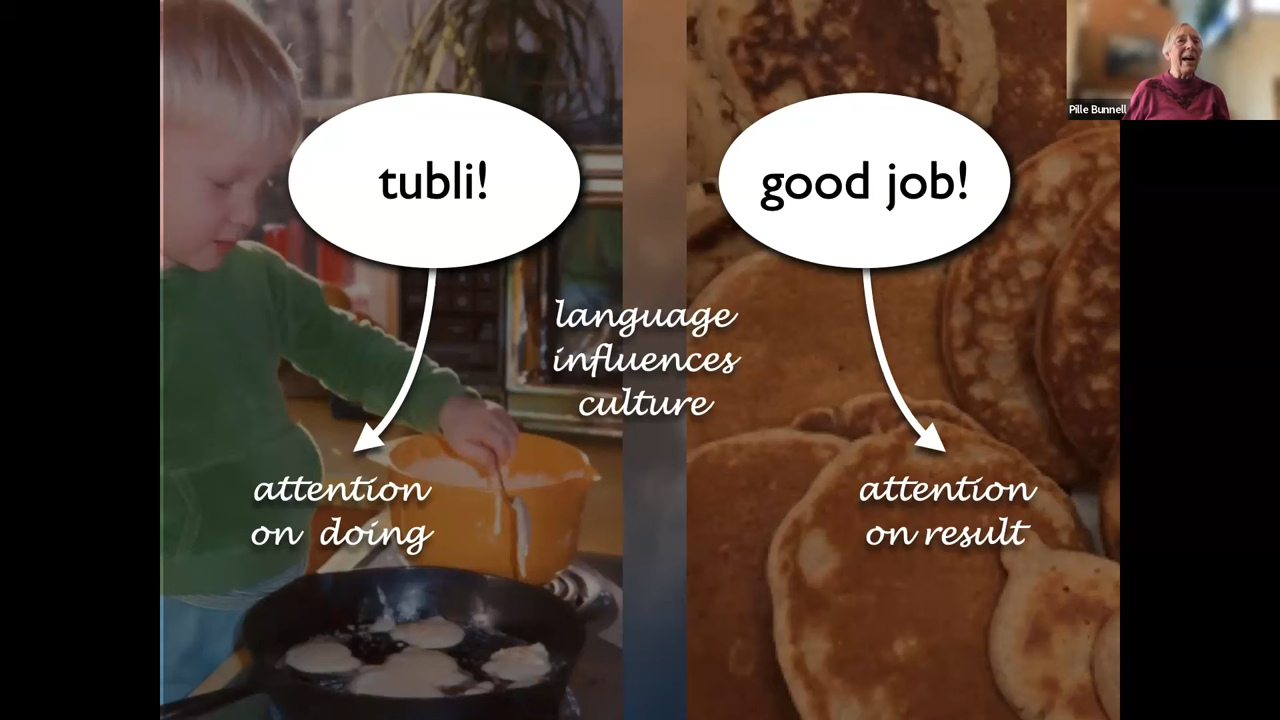 Pille Bunnell
tubli!
good job!
language
influences
culture
attention
on doing
attention
on result